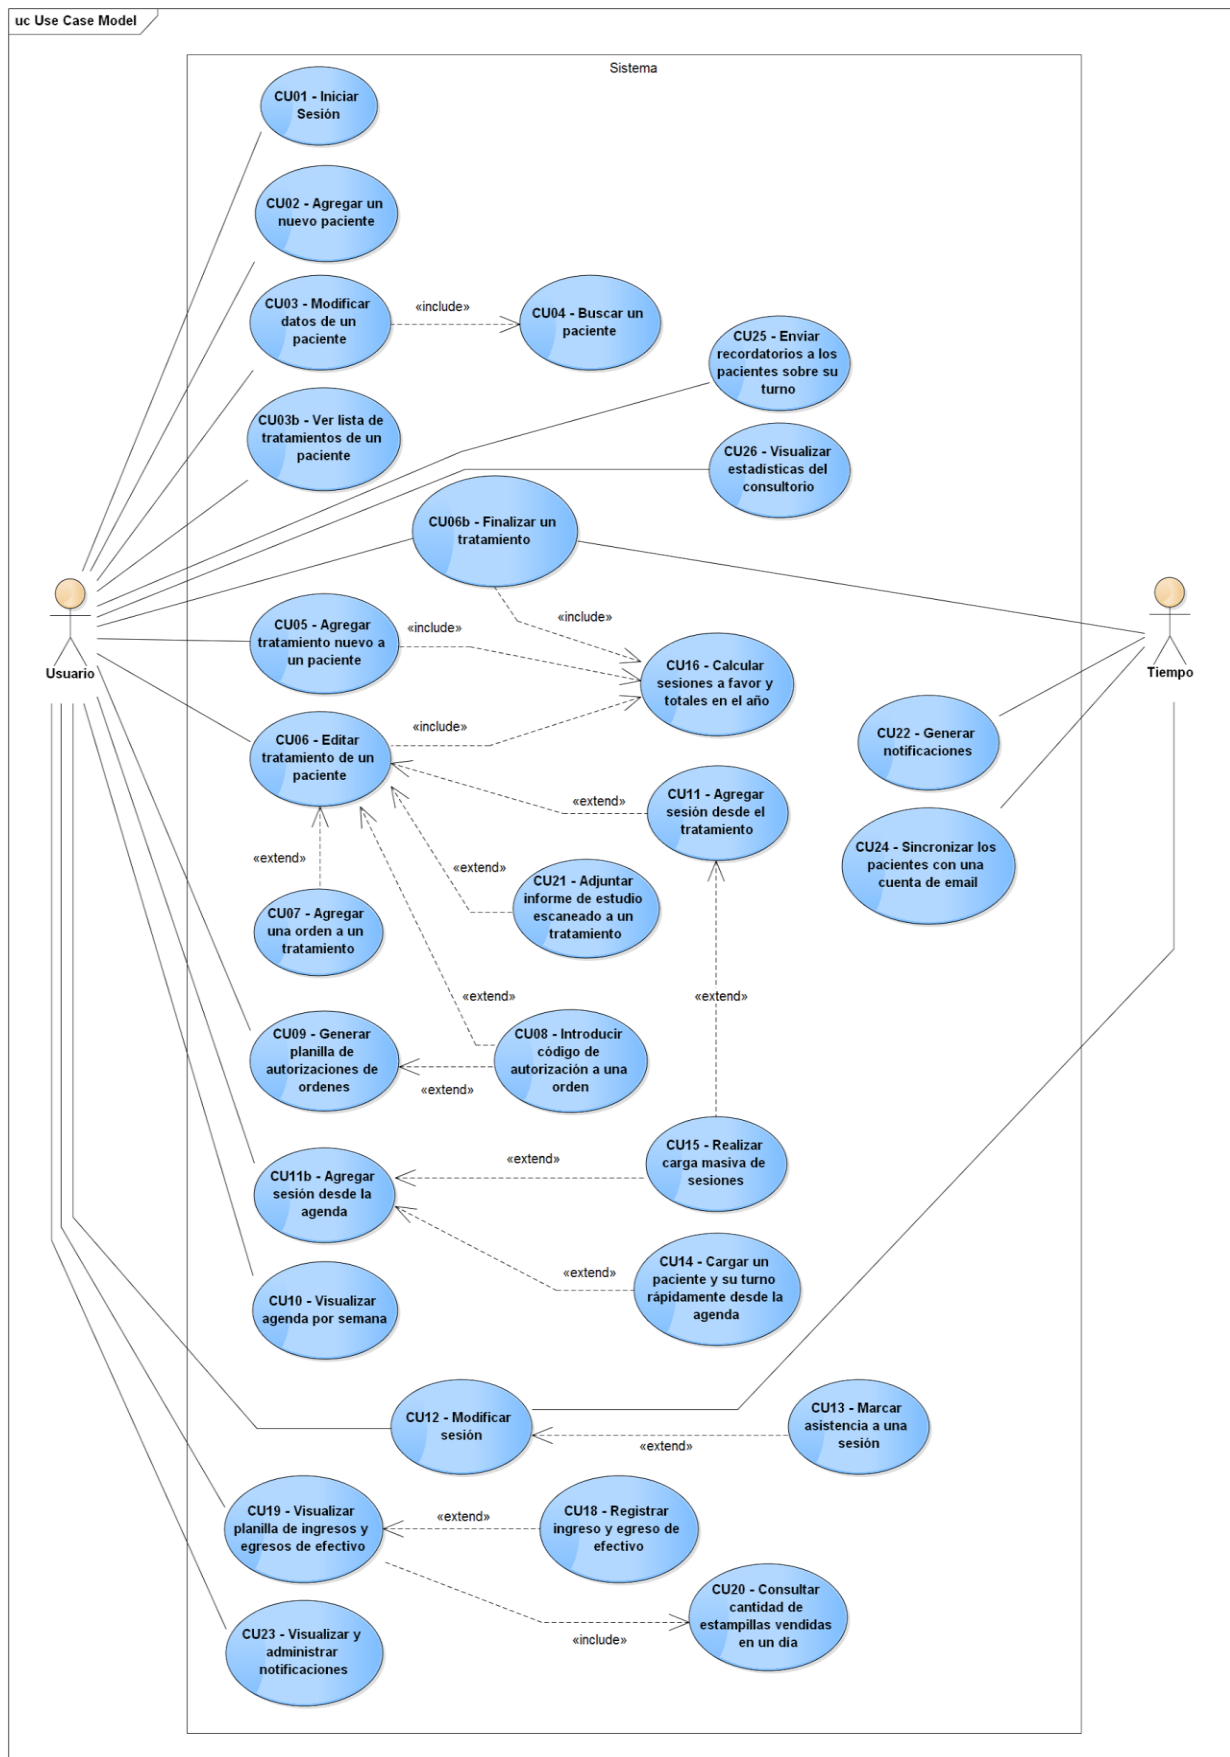 uc Use Case Model
Sistema
CU01 - Iniciar
Sesión
CU02 - Agregar un
nuevo paciente
CU03 - Modificar
datos de un
paciente
«include»
CU04 - Buscar un
paciente
CU25 - Enviar
recordatorios a los
pacientes sobre su
turno
CU03b - Ver lista de
tratamientos de un
paciente
CU26 - Visualizar
estadísticas del
consultorio
CU06b - Finalizar un
tratamiento
«include»
CU05 - Agregar
tratamiento nuevo a
un paciente
«include»
Usuario
Tiempo
CU16 - Calcular
sesiones a favor y
totales en el año
CU06 - Editar
tratamiento de un
paciente
«include»
CU22 - Generar
notificaciones
CU11 - Agregar
sesión desde el
tratamiento
«extend»
CU24 - Sincronizar los
pacientes con una
cuenta de email
«extend»
«extend»
CU21 - Adjuntar
informe de estudio
escaneado a un
tratamiento
CU07 - Agregar
una orden a un
tratamiento
«extend»
«extend»
CU09 - Generar
planilla de
autorizaciones de
ordenes
CU08 - Introducir
código de
autorización a una
orden
«extend»
CU15 - Realizar
carga masiva de
sesiones
«extend»
CU11b - Agregar
sesión desde la
agenda
CU14 - Cargar un
paciente y su turno
rápidamente desde la
agenda
«extend»
CU10 - Visualizar
agenda por semana
CU12 - Modificar
sesión
CU13 - Marcar
asistencia a una
sesión
«extend»
CU19 - Visualizar
planilla de ingresos y
egresos de efectivo
«extend»
CU18 - Registrar
ingreso y egreso de
efectivo
CU20 - Consultar
cantidad de
estampillas vendidas
en un día
«include»
CU23 - Visualizar y
administrar
notificaciones